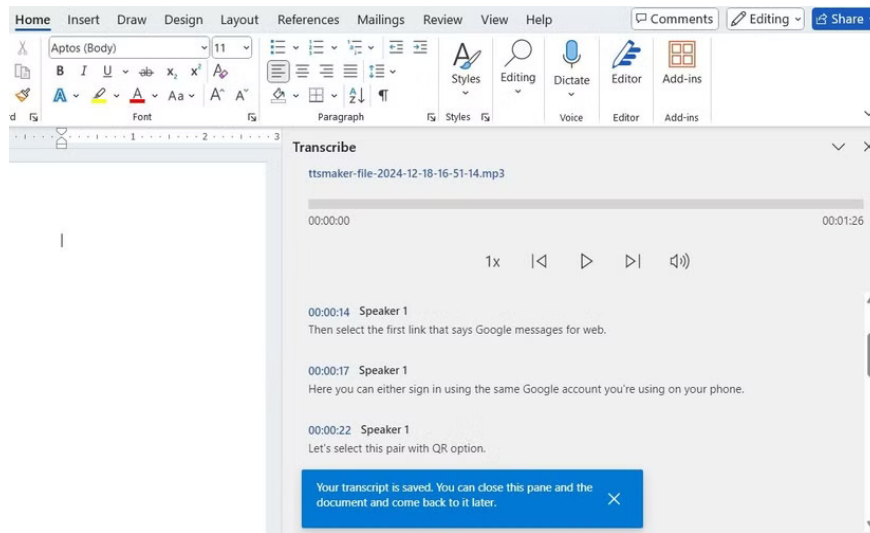 Home Insert Draw Design Layout References Mailings Review View Help Comments Editing Share
Aptos (Body) 11
B I U ab x₂ x² A
A A Aa A A
Styles Editing Dictate Editor Add-ins
Font Paragraph Styles Voice Editor Add-ins
1 2 3
Transcribe
ttsmaker-file-2024-12-18-16-51-14.mp3
00:00:00 00:01:26
1x
00:00:14 Speaker 1
Then select the first link that says Google messages for web.
00:00:17 Speaker 1
Here you can either sign in using the same Google account you're using on your phone.
00:00:22 Speaker 1
Let's select this pair with QR option.
Your transcript is saved. You can close this pane and the
document and come back to it later.